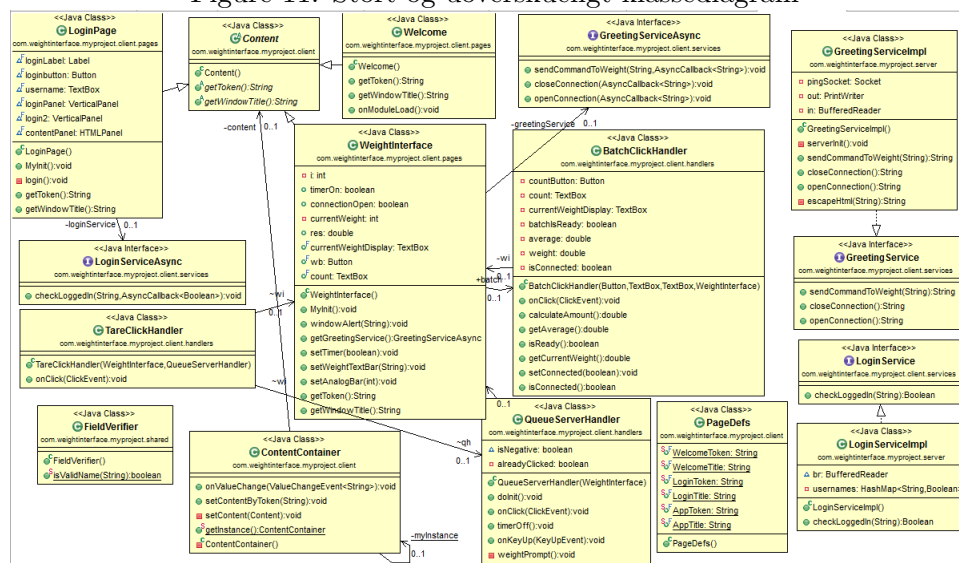 Figure 11: Stort og uoverskueligt klassediagram
<<Java Class>>
LoginPage
com.weightinterface.myproject.client.pages
loginLabel: Label
loginbutton: Button
username: TextBox
loginPanel: VerticalPanel
login2: VerticalPanel
contentPanel: HTMLPanel
LoginPage()
MyInit():void
login():void
getToken():String
getWindowTitle():String
-loginService
0..1
<<Java Class>>
Content
com.weightinterface.myproject.client
Content()
getToken():String
getWindowTitle():String
-content
0..1
<<Java Class>>
Welcome
com.weightinterface.myproject.client.pages
Welcome()
getToken():String
getWindowTitle():String
onModuleLoad():void
<<Java Interface>>
GreetingServiceAsync
com.weightinterface.myproject.client.services
sendCommandToWeight(String,AsyncCallback<String>):void
closeConnection(AsyncCallback<String>):void
openConnection(AsyncCallback<String>):void
-greetingService
0..1
<<Java Class>>
GreetingServiceImpl
com.weightinterface.myproject.server
pingSocket: Socket
out: PrintWriter
in: BufferedReader
GreetingServiceImpl()
serverInit():void
sendCommandToWeight(String):String
closeConnection():String
openConnection():String
escapeHtml(String):String
<<Java Class>>
WeightInterface
com.weightinterface.myproject.client.pages
i: int
timerOn: boolean
connectionOpen: boolean
currentWeight: int
res: double
currentWeightDisplay: TextBox
wb: Button
count: TextBox
WeightInterface()
MyInit():void
windowAlert(String):void
getGreetingService():GreetingServiceAsync
setTimer(boolean):void
setWeightTextBar(String):void
setAnalogBar(int):void
getToken():String
getWindowTitle():String
<<Java Class>>
BatchClickHandler
com.weightinterface.myproject.client.handlers
countButton: Button
count: TextBox
currentWeightDisplay: TextBox
batchIsReady: boolean
average: double
weight: double
isConnected: boolean
BatchClickHandler(Button,TextBox,TextBox,WeightInterface)
onClick(ClickEvent):void
calculateAmount():double
getAverage():double
isReady():boolean
getCurrentWeight():double
setConnected(boolean):void
isConnected():boolean
-wi
0..1
+batch
0..1
<<Java Interface>>
LoginServiceAsync
com.weightinterface.myproject.client.services
checkLoggedIn(String,AsyncCallback<Boolean>):void
<<Java Interface>>
GreetingService
com.weightinterface.myproject.client.services
sendCommandToWeight(String):String
closeConnection():String
openConnection():String
<<Java Class>>
TareClickHandler
com.weightinterface.myproject.client.handlers
TareClickHandler(WeightInterface,QueueServerHandler)
onClick(ClickEvent):void
~wi
0..1
~wi
0..1
~qh
0..1
<<Java Interface>>
LoginService
com.weightinterface.myproject.client.services
checkLoggedIn(String):Boolean
<<Java Class>>
FieldVerifier
com.weightinterface.myproject.shared
FieldVerifier()
isValidName(String):boolean
<<Java Class>>
ContentContainer
com.weightinterface.myproject.client
onValueChange(ValueChangeEvent<String>):void
setContentByToken(String):void
setContent(Content):void
getInstance():ContentContainer
ContentContainer()
-myInstance
0..1
<<Java Class>>
QueueServerHandler
com.weightinterface.myproject.client.handlers
isNegative: boolean
alreadyClicked: boolean
QueueServerHandler(WeightInterface)
doInit():void
onClick(ClickEvent):void
timerOff():void
onKeyUp(KeyUpEvent):void
weightPrompt():void
<<Java Class>>
PageDefs
com.weightinterface.myproject.client
WelcomeToken: String
WelcomeTitle: String
LoginToken: String
LoginTitle: String
AppToken: String
AppTitle: String
PageDefs()
<<Java Class>>
LoginServiceImpl
com.weightinterface.myproject.server
br: BufferedReader
usernames: HashMap<String,Boolean>
LoginServiceImpl()
checkLoggedIn(String):Boolean